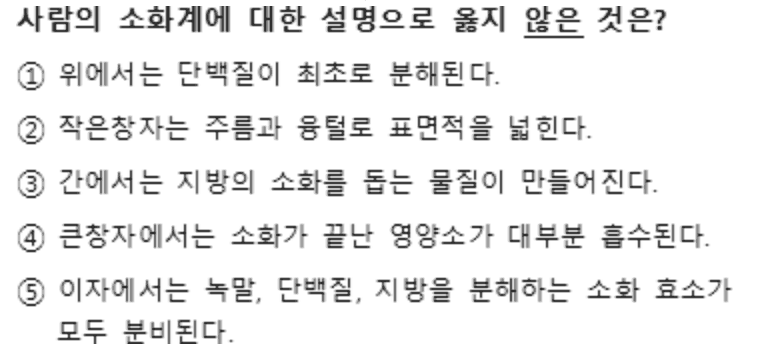 사람의 소화계에 대한 설명으로 옳지 않은 것은?
① 위에서는 단백질이 최초로 분해된다.
② 작은창자는 주름과 융털로 표면적을 넓힌다.
③ 간에서는 지방의 소화를 돕는 물질이 만들어진다.
④ 큰창자에서는 소화가 끝난 영양소가 대부분 흡수된다.
⑤ 이자에서는 녹말, 단백질, 지방을 분해하는 소화 효소가
모두 분비된다.